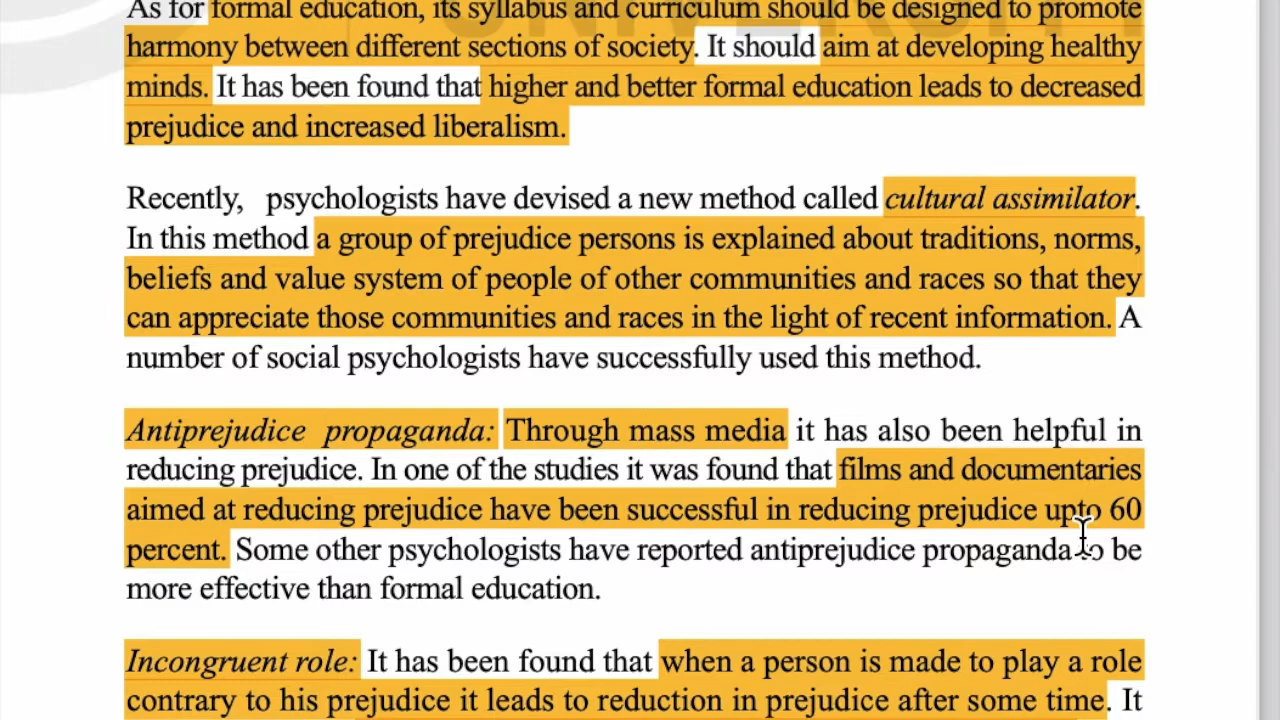 As for formal education, its syllabus and curriculum should be designed to promote
harmony between different sections of society. It should aim at developing healthy
minds. It has been found that higher and better formal education leads to decreased
prejudice and increased liberalism.
Recently, psychologists have devised a new method called cultural assimilator.
In this method a group of prejudice persons is explained about traditions, norms,
beliefs and value system of people of other communities and races so that they
can appreciate those communities and races in the light of recent information. A
number of social psychologists have successfully used this method.
Antiprejudice propaganda: Through mass media it has also been helpful in
reducing prejudice. In one of the studies it was found that films and documentaries
aimed at reducing prejudice have been successful in reducing prejudice upto 60
percent. Some other psychologists have reported antiprejudice propaganda to be
more effective than formal education.
Incongruent role: It has been found that when a person is made to play a role
contrary to his prejudice it leads to reduction in prejudice after some time. It